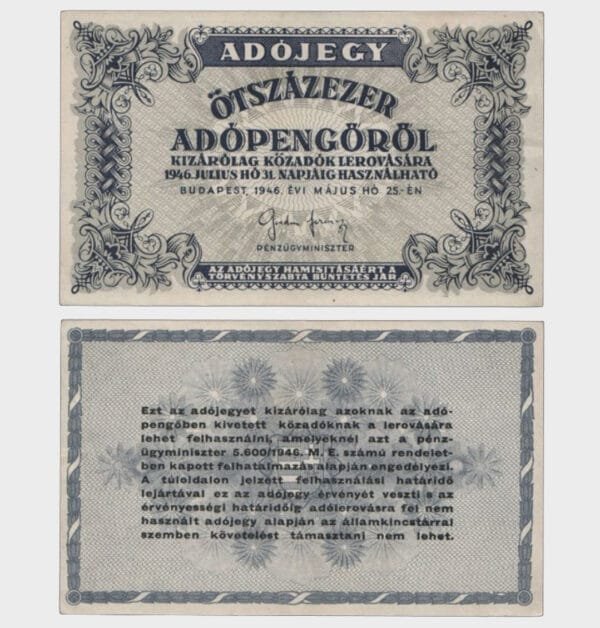 ADÓJEGY
ÖTSZÁZEZER
ADÓPENGŐRŐL
KIZÁRÓLAG KÖZADÓK LEROVÁSÁRA
1946. JULIUS HÓ 31. NAPJÁIG HASZNÁLHATÓ
BUDAPEST, 1946. ÉVI MÁJUS HÓ 25.-ÉN
PÉNZÜGYMINISZTER
AZ ADÓJEGY HAMISITÁSÁÉRT A
TÖRVÉNYSZABTA BÜNTETÉS JÁR
Ezt az adójegyet kizárólag azoknak az adó-
pengőben kivetett közadóknak a lerovására
lehet felhasználni, amelyeknél azt a pénz-
ügyminiszter 5.600/1946. M. E. számú rendelet-
ben kapott felhatalmazás alapján engedélyezi.
A túloldalon jelzett felhasználási határidő
lejártával ez az adójegy érvényét veszti s az
érvényességi határidőig adólerovásra fel nem
használt adójegy alapján az államkincstárral
szemben követelést támasztani nem lehet.